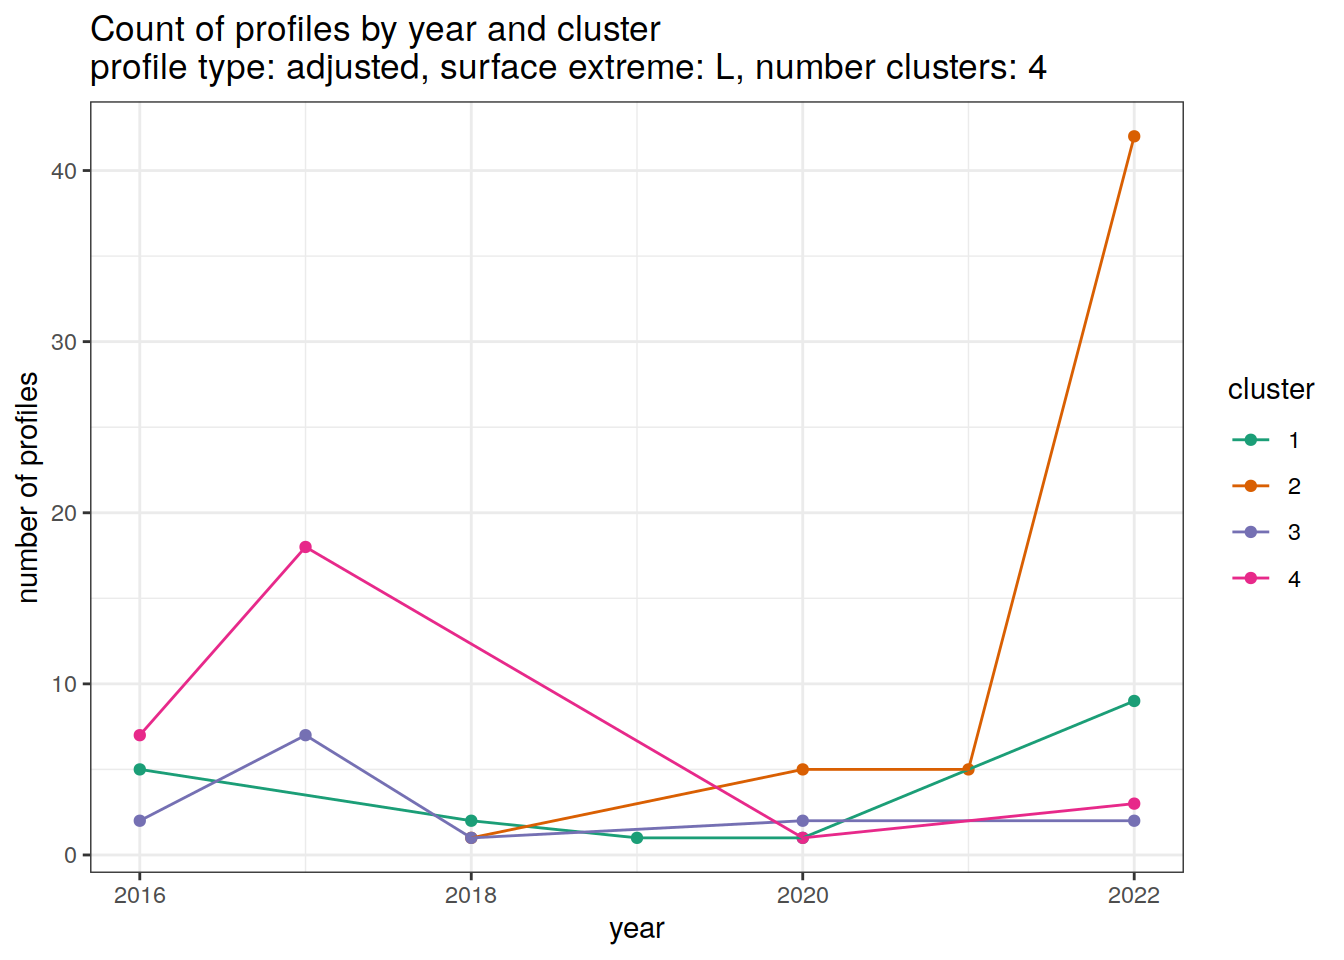 Count of profiles by year and cluster
profile type: adjusted, surface extreme: L, number clusters: 4
number of profiles
40
30
20
10
0
2016
2018
2020
2022
year
cluster
1
2
3
4